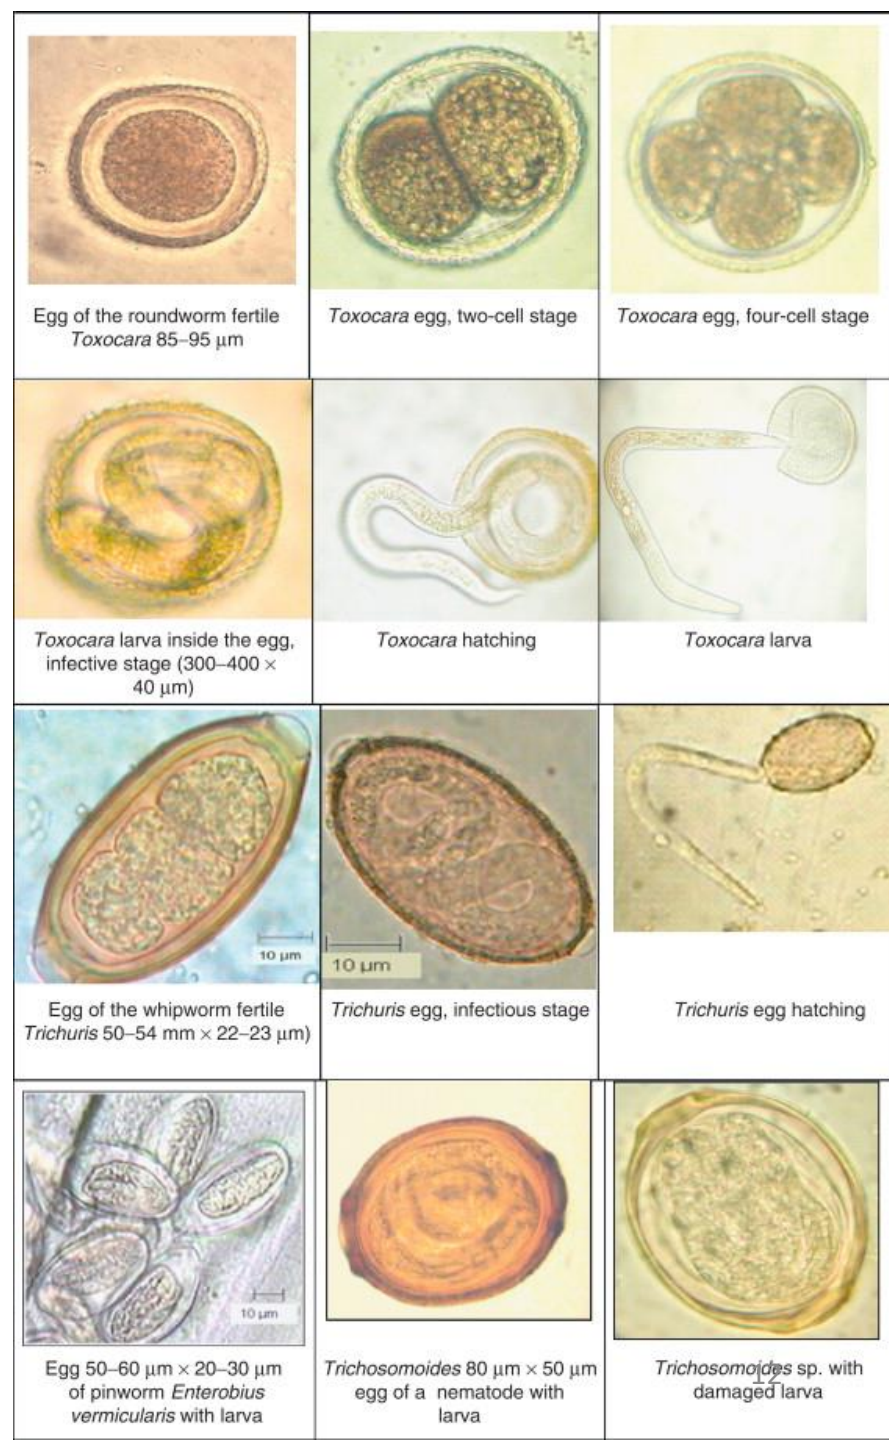 Egg of the roundworm fertile
Toxocara 85–95 μm
Toxocara egg, two-cell stage
Toxocara egg, four-cell stage
Toxocara larva inside the egg,
infective stage (300–400 ×
40 μm)
Toxocara hatching
Toxocara larva
10 μm
10 μm
Egg of the whipworm fertile
Trichuris 50–54 mm × 22–23 μm)
Trichuris egg, infectious stage
Trichuris egg hatching
10 μm
Egg 50–60 μm × 20–30 μm
of pinworm Enterobius
vermicularis with larva
Trichosomoides 80 μm × 50 μm
egg of a nematode with
larva
Trichosomoides sp. with
damaged larva
12